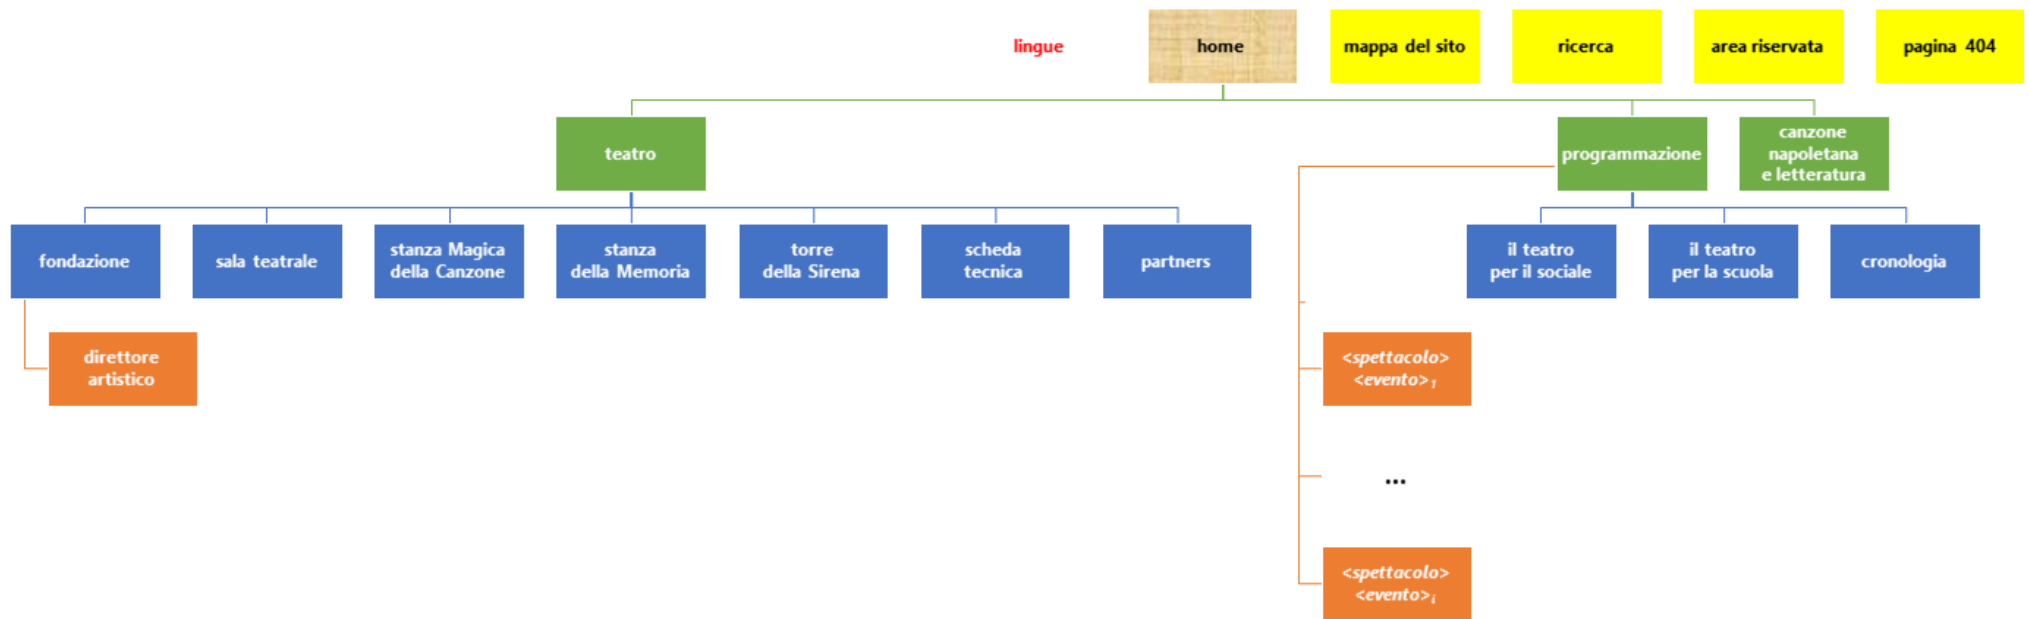 lingue
home
mappa del sito
ricerca
area riservata
pagina 404
teatro
programmazione
canzone
napoletana
e letteratura
fondazione
sala teatrale
stanza Magica
della Canzone
stanza
della Memoria
torre
della Sirena
scheda
tecnica
partners
il teatro
per il sociale
il teatro
per la scuola
cronologia
direttore
artistico
<spettacolo>
<evento>₁
...
<spettacolo>
<evento>ᵢ